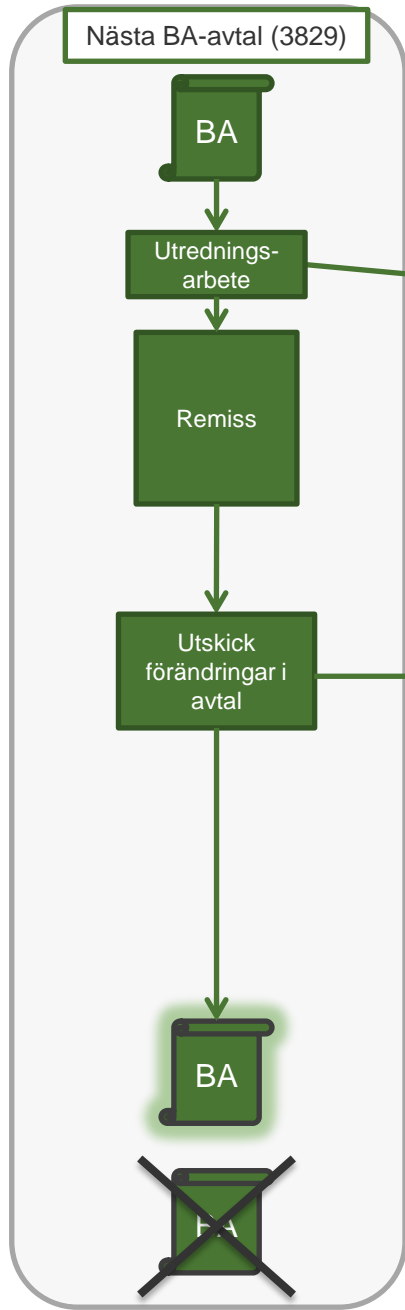 Nästa BA-avtal (3829)
BA
Utrednings-
arbete
Remiss
Utskick
förändringar i
avtal
BA
BA